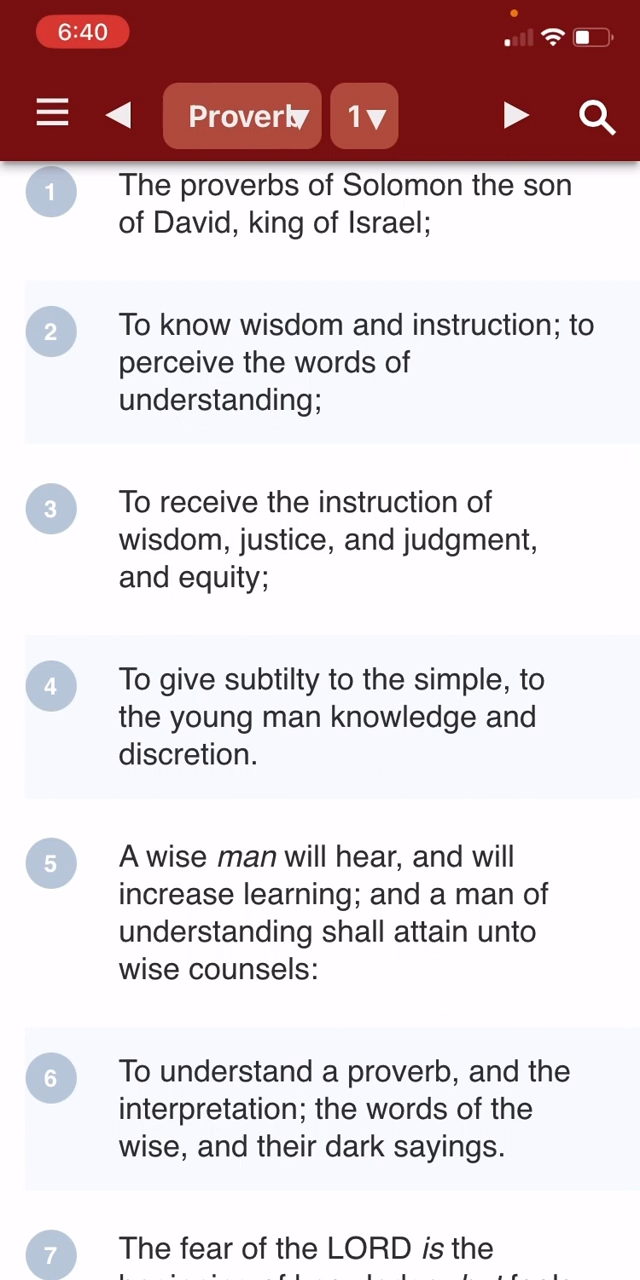 6:40
Proverb
1
1
The proverbs of Solomon the son
of David, king of Israel;
2
To know wisdom and instruction; to
perceive the words of
understanding;
3
To receive the instruction of
wisdom, justice, and judgment,
and equity;
4
To give subtilty to the simple, to
the young man knowledge and
discretion.
5
A wise man will hear, and will
increase learning; and a man of
understanding shall attain unto
wise counsels:
6
To understand a proverb, and the
interpretation; the words of the
wise, and their dark sayings.
7
The fear of the LORD is the